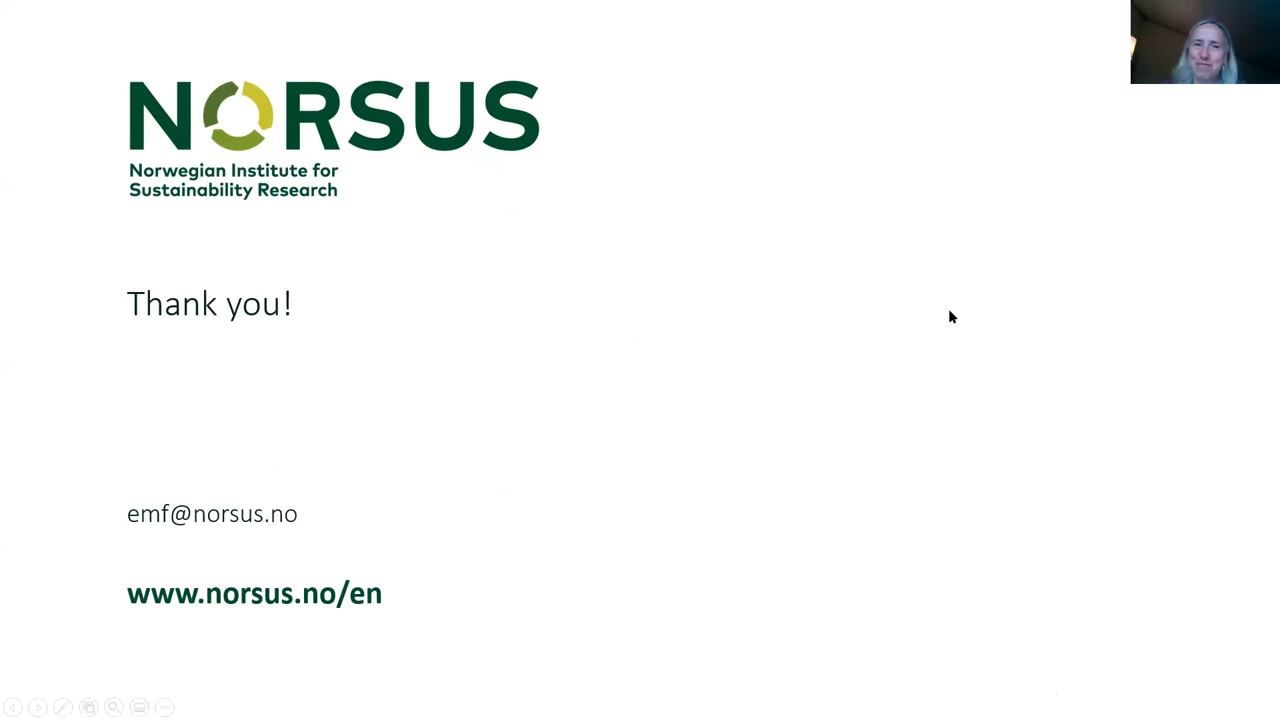 NORSUS
Norwegian Institute for
Sustainability Research
Thank you!
emf@norsus.no
www.norsus.no/en